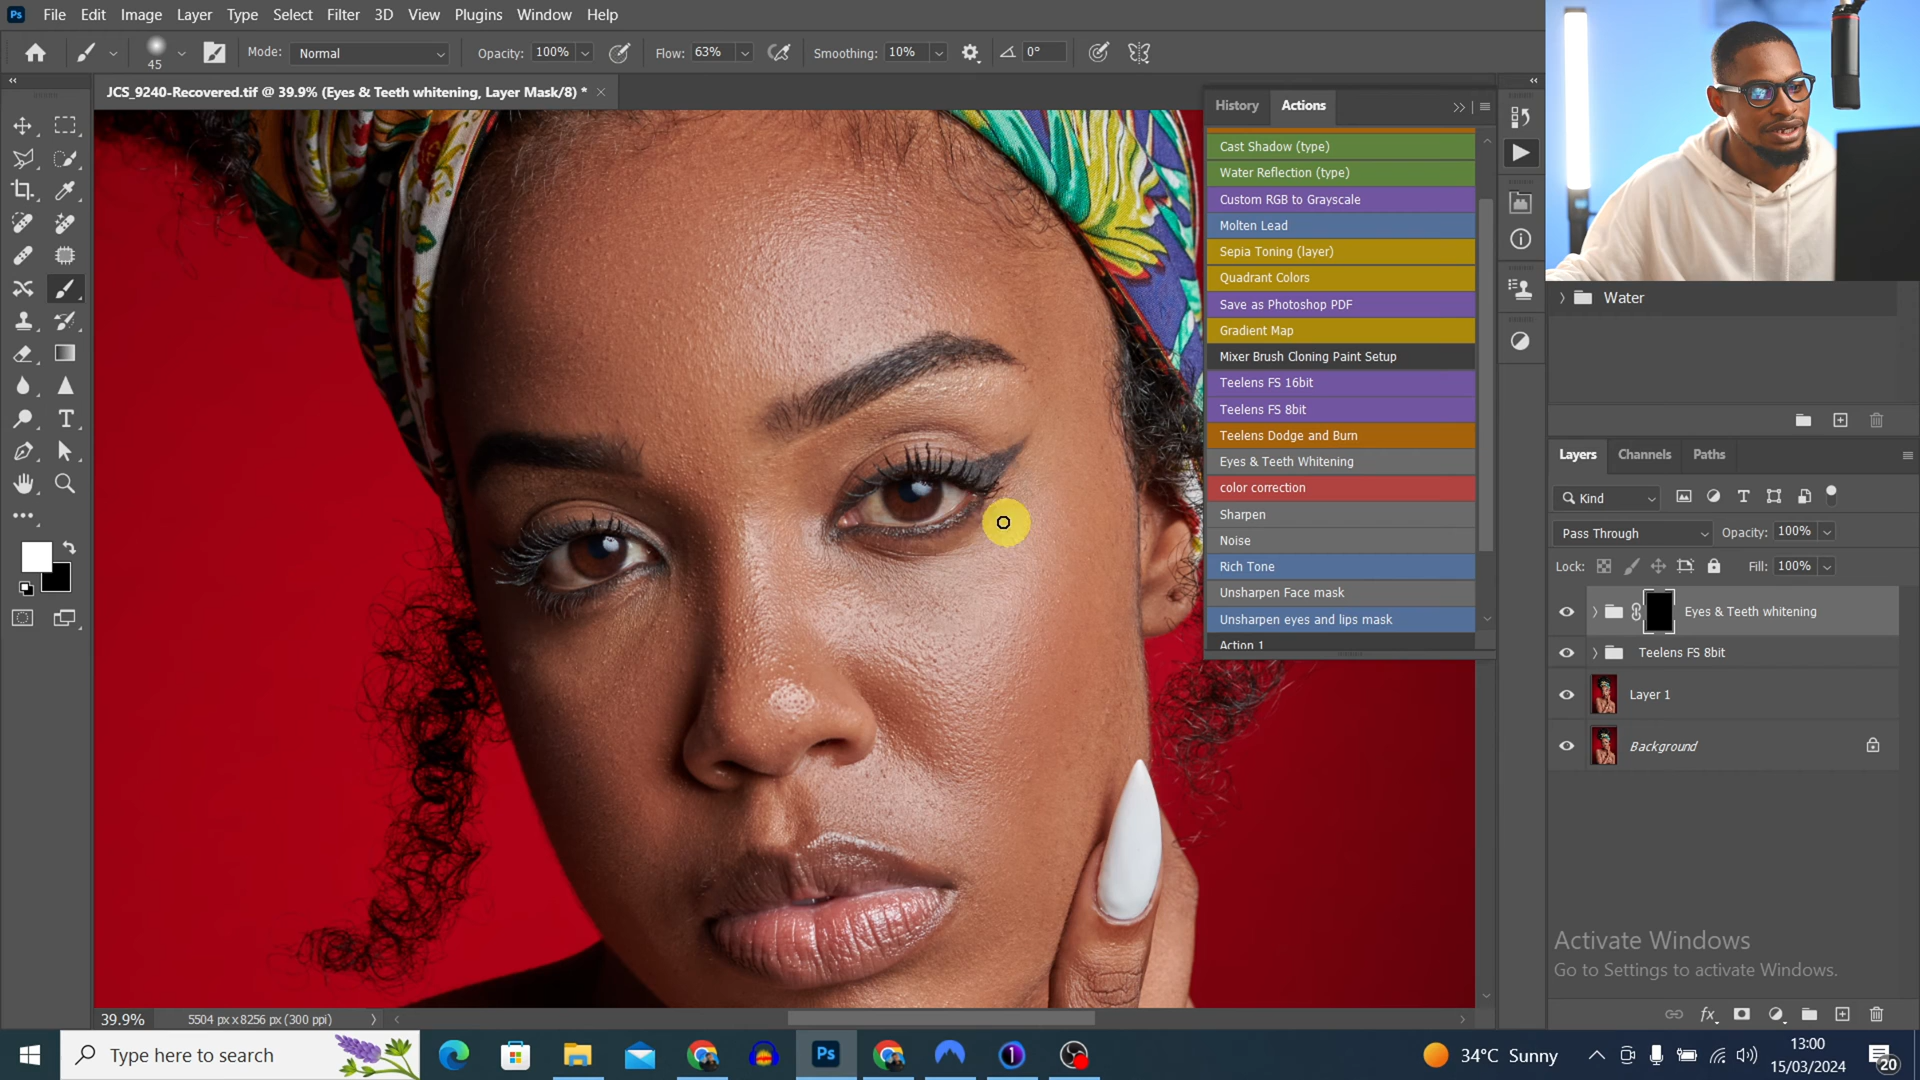 Ps File Edit Image Layer Type Select Filter 3D View Plugins Window Help
45 Mode: Normal Opacity: 100% Flow: 63% Smoothing: 10% 0°
JCS_9240-Recovered.tif @ 39.9% (Eyes & Teeth whitening, Layer Mask/8) *
History Actions
Cast Shadow (type)
Water Reflection (type)
Custom RGB to Grayscale
Molten Lead
Sepia Toning (layer)
Quadrant Colors
Save as Photoshop PDF
Gradient Map
Mixer Brush Cloning Paint Setup
Teelens FS 16bit
Teelens FS 8bit
Teelens Dodge and Burn
Eyes & Teeth Whitening
color correction
Sharpen
Noise
Rich Tone
Unsharpen Face mask
Unsharpen eyes and lips mask
Action 1
Water
Layers Channels Paths
Kind
Pass Through Opacity: 100%
Lock: Fill: 100%
Eyes & Teeth whitening
Teelens FS 8bit
Layer 1
Background
Activate Windows
Go to Settings to activate Windows.
39.9% 5504 px x 8256 px (300 ppi)
Type here to search
Ps
1
34°C Sunny
13:00
15/03/2024
20